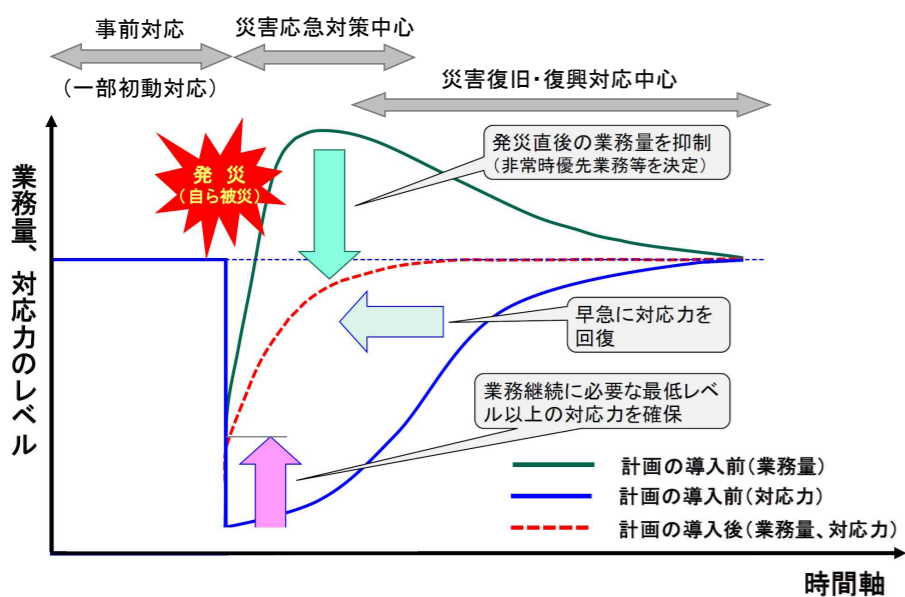 事前対応
(一部初動対応)
災害応急対策中心
災害復旧・復興対応中心
発 災
(自ら被災)
発災直後の業務量を抑制
(非常時優先業務等を決定)
業務量、対応力のレベル
早急に対応力を
回復
業務継続に必要な最低レベ
ル以上の対応力を確保
計画の導入前(業務量)
計画の導入前(対応力)
計画の導入後(業務量、対応力)
時間軸